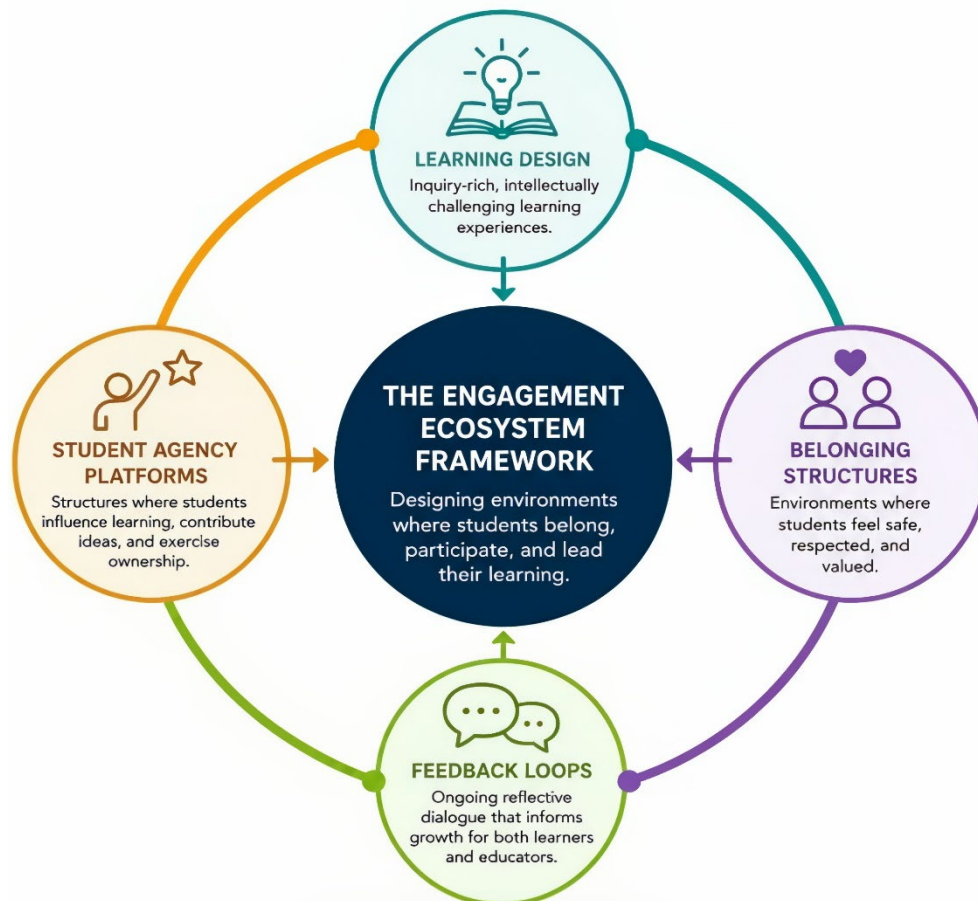 LEARNING DESIGN
Inquiry-rich, intellectually
challenging learning
experiences.
STUDENT AGENCY
PLATFORMS
Structures where students
influence learning, contribute
ideas, and exercise
ownership.
THE ENGAGEMENT
ECOSYSTEM
FRAMEWORK
Designing environments
where students belong,
participate, and lead
their learning.
BELONGING
STRUCTURES
Environments where
students feel safe,
respected, and
valued.
FEEDBACK LOOPS
Ongoing reflective
dialogue that informs
growth for both learners
and educators.